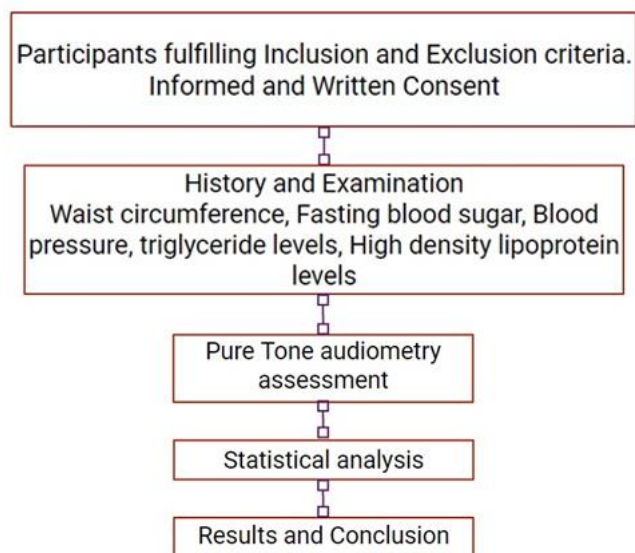 Participants fulfilling Inclusion and Exclusion criteria.
Informed and Written Consent
History and Examination
Waist circumference, Fasting blood sugar, Blood
pressure, triglyceride levels, High density lipoprotein
levels
Pure Tone audiometry
assessment
Statistical analysis
Results and Conclusion